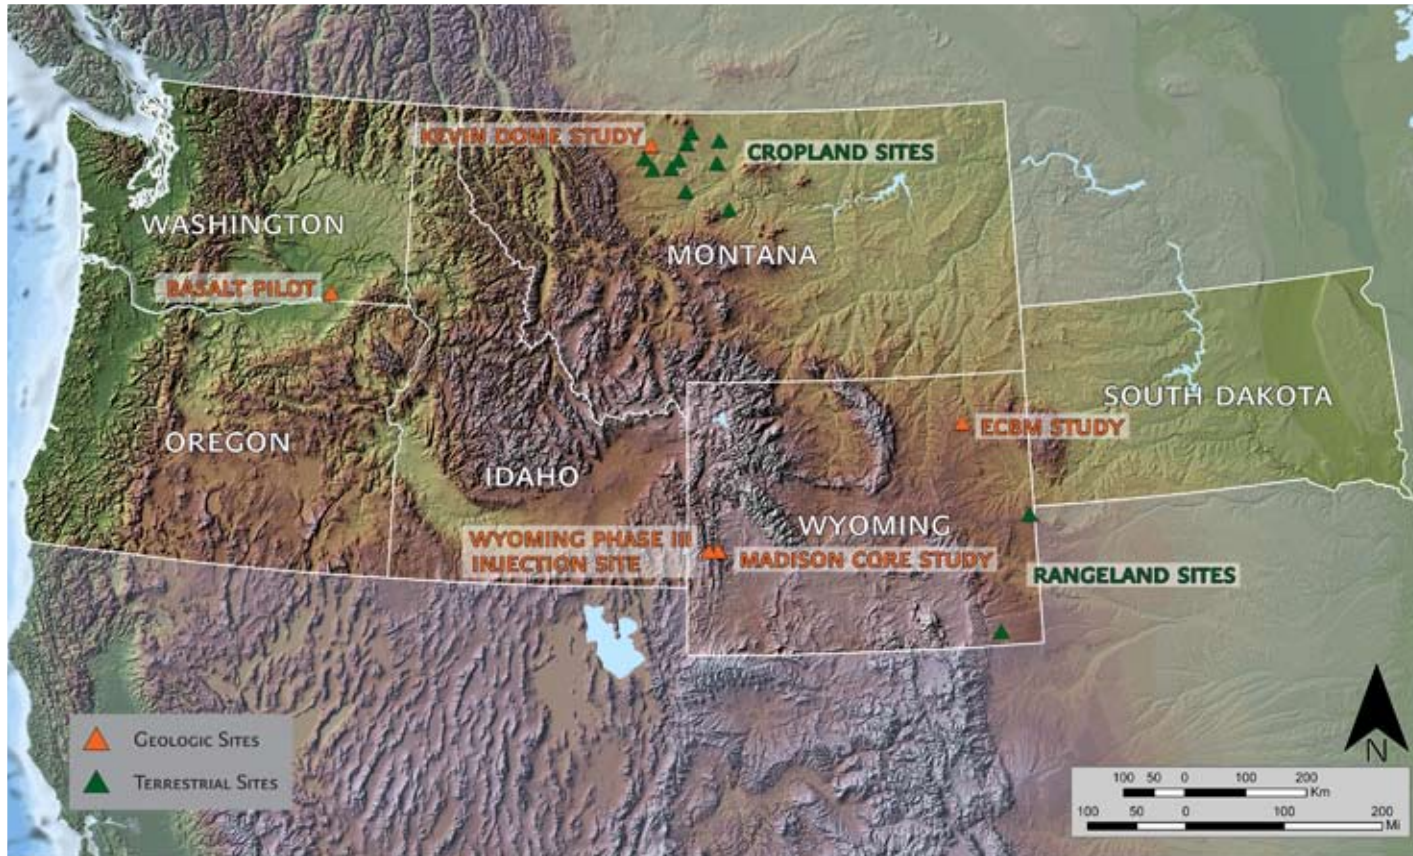 KEVIN DOME STUDY
CROPLAND SITES
WASHINGTON
MONTANA
BASALT PILOT
SOUTH DAKOTA
ECBM STUDY
OREGON
IDAHO
WYOMING
WYOMING PHASE III
INJECTION SITE
MADISON CORE STUDY
RANGELAND SITES
GEOLOGIC SITES
TERRESTRIAL SITES
N
100 50 0 100 200
Km
100 50 0 100 200
Mi